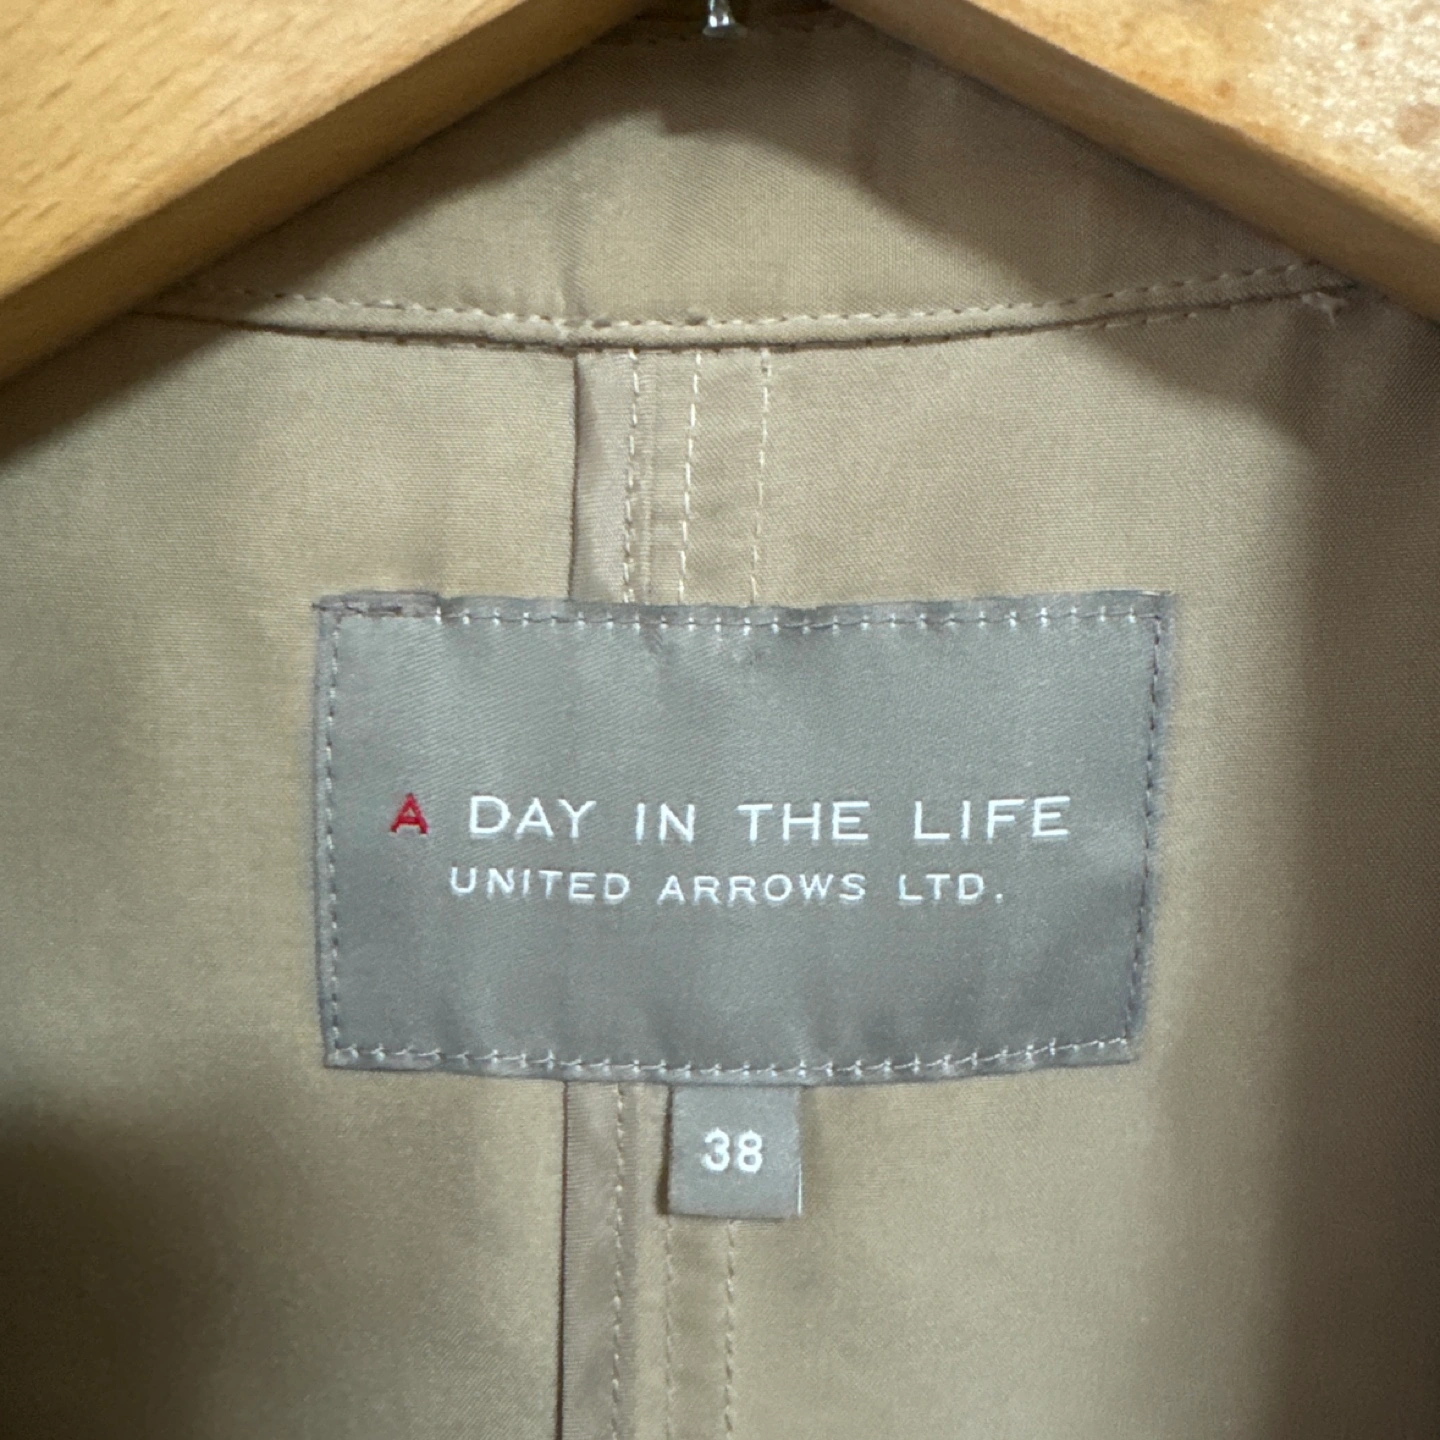 A DAY IN THE LIFE
UNITED ARROWS LTD.
38